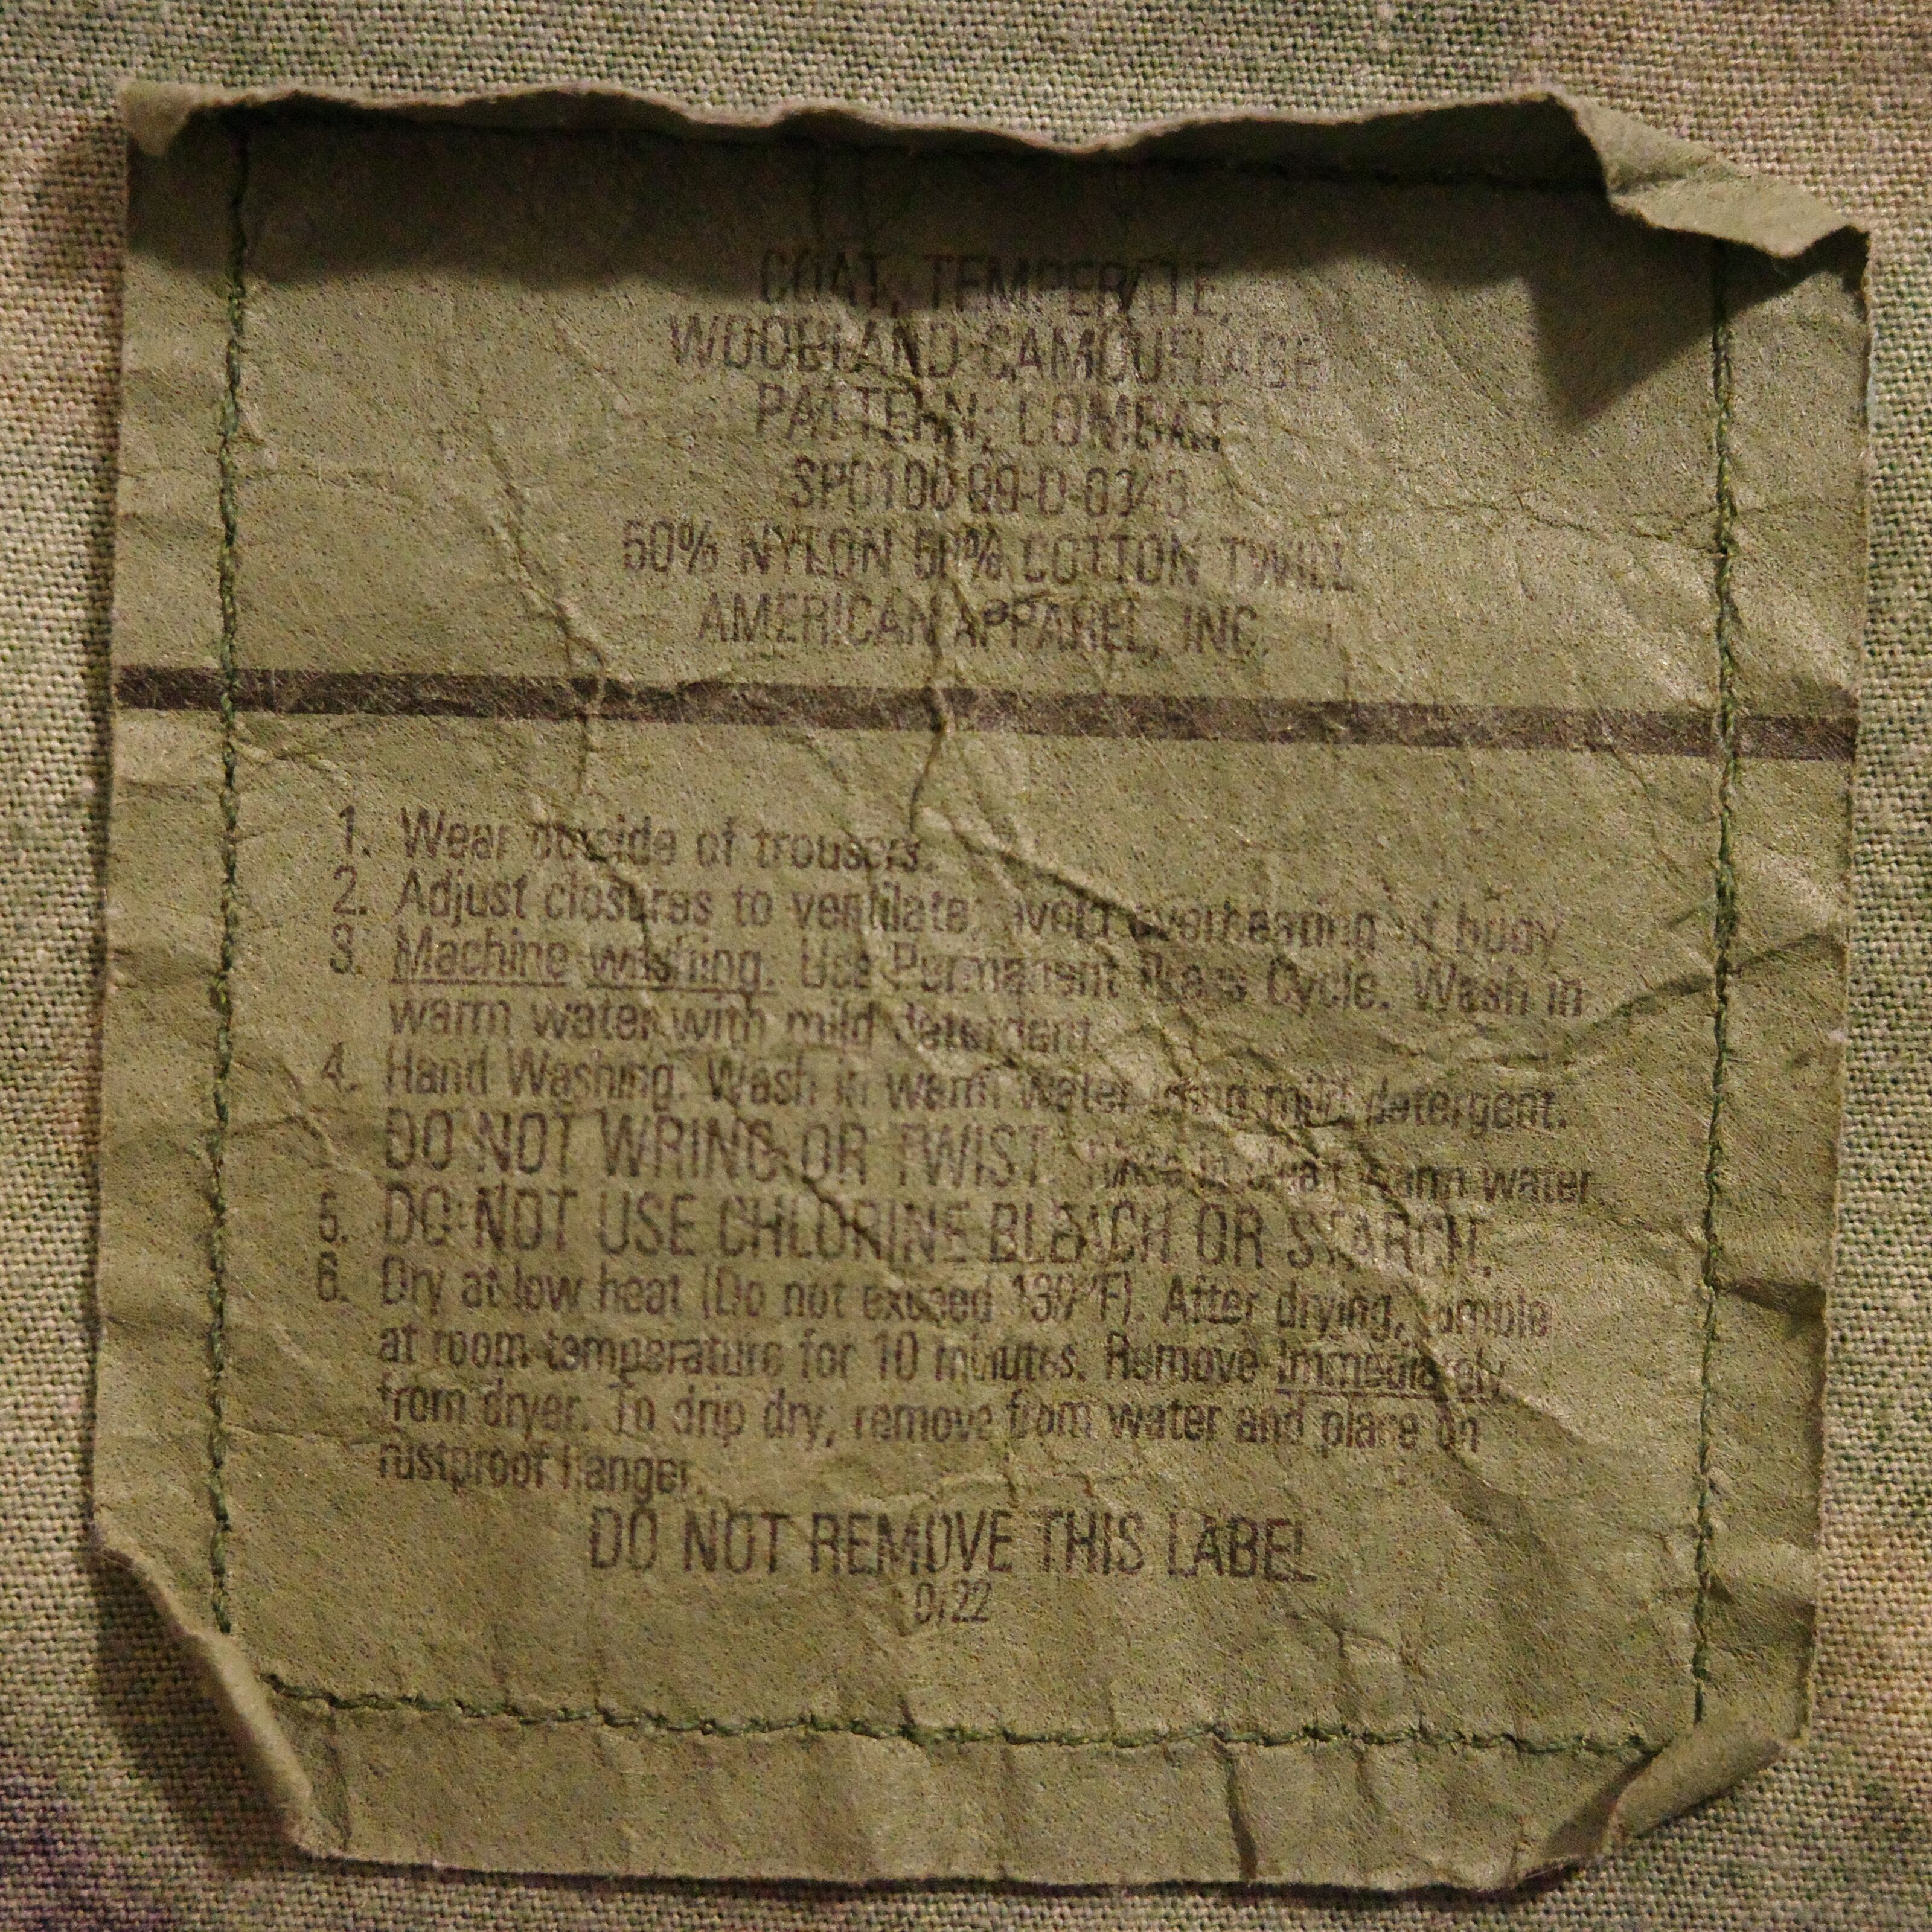 COAT, TEMPERATE,
WOODLAND CAMOUFLAGE
PATTERN, COMBAT
SP0100-99-D-0343
50% NYLON 50% COTTON TWILL
AMERICAN APPAREL, INC.
1. Wear outside of trousers.
2. Adjust closures to ventilate; avoid overheating of body
3. Machine washing. Use Permanent Press Cycle. Wash in
warm water with mild detergent.
4. Hand Washing. Wash in warm water using mild detergent.
DO NOT WRING OR TWIST. Rinse in clean warm water
5. DO NOT USE CHLORINE BLEACH OR STARCH.
6. Dry at low heat (Do not exceed 130°F). After drying, tumble
at room temperature for 10 minutes. Remove immediately
from dryer. To drip dry, remove from water and place on
rustproof hanger.
DO NOT REMOVE THIS LABEL
D/22